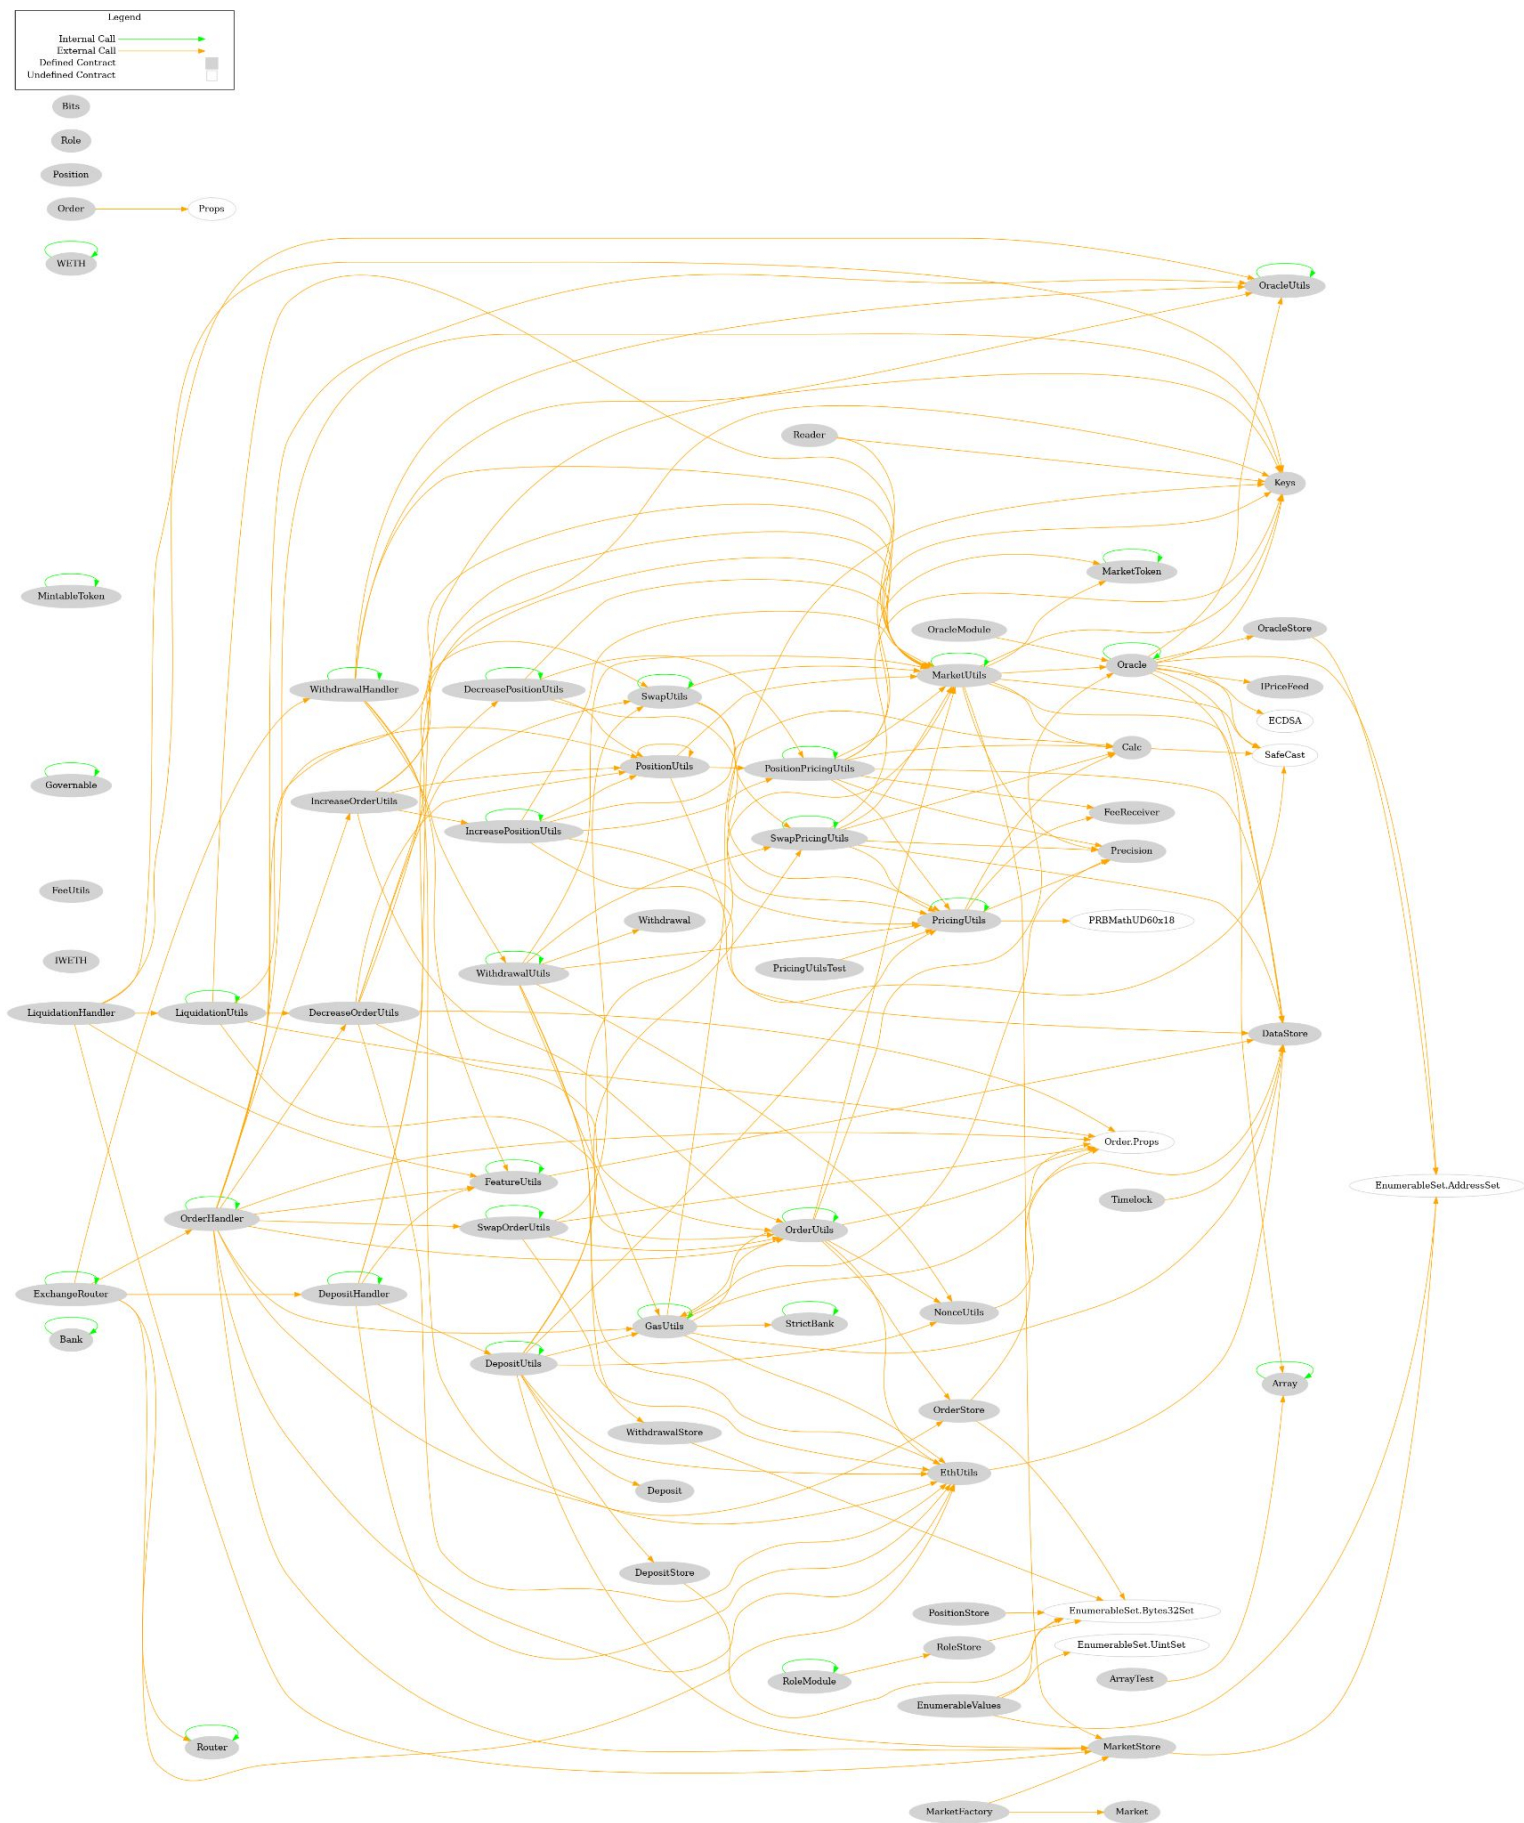 Legend
Internal Call
External Call
Defined Contract
Undefined Contract
Bits
Role
Position
Order
Props
WETH
OracleUtils
Reader
Keys
MarketToken
MintableToken
OracleModule
OracleStore
Oracle
MarketUtils
WithdrawalHandler
DecreasePositionUtils
SwapUtils
IPriceFeed
ECDSA
Calc
SafeCast
PositionUtils
PositionPricingUtils
Governable
IncreaseOrderUtils
FeeReceiver
IncreasePositionUtils
SwapPricingUtils
Precision
FeeUtils
Withdrawal
PricingUtils
PRBMathUD60x18
IWETH
PricingUtilsTest
WithdrawalUtils
LiquidationHandler
LiquidationUtils
DecreaseOrderUtils
DataStore
Order.Props
FeatureUtils
EnumerableSet.AddressSet
Timelock
OrderHandler
SwapOrderUtils
OrderUtils
ExchangeRouter
DepositHandler
NonceUtils
GasUtils
StrictBank
Bank
DepositUtils
Array
OrderStore
WithdrawalStore
EthUtils
Deposit
DepositStore
PositionStore
EnumerableSet.Bytes32Set
RoleStore
EnumerableSet.UintSet
RoleModule
ArrayTest
EnumerableValues
Router
MarketStore
MarketFactory
Market